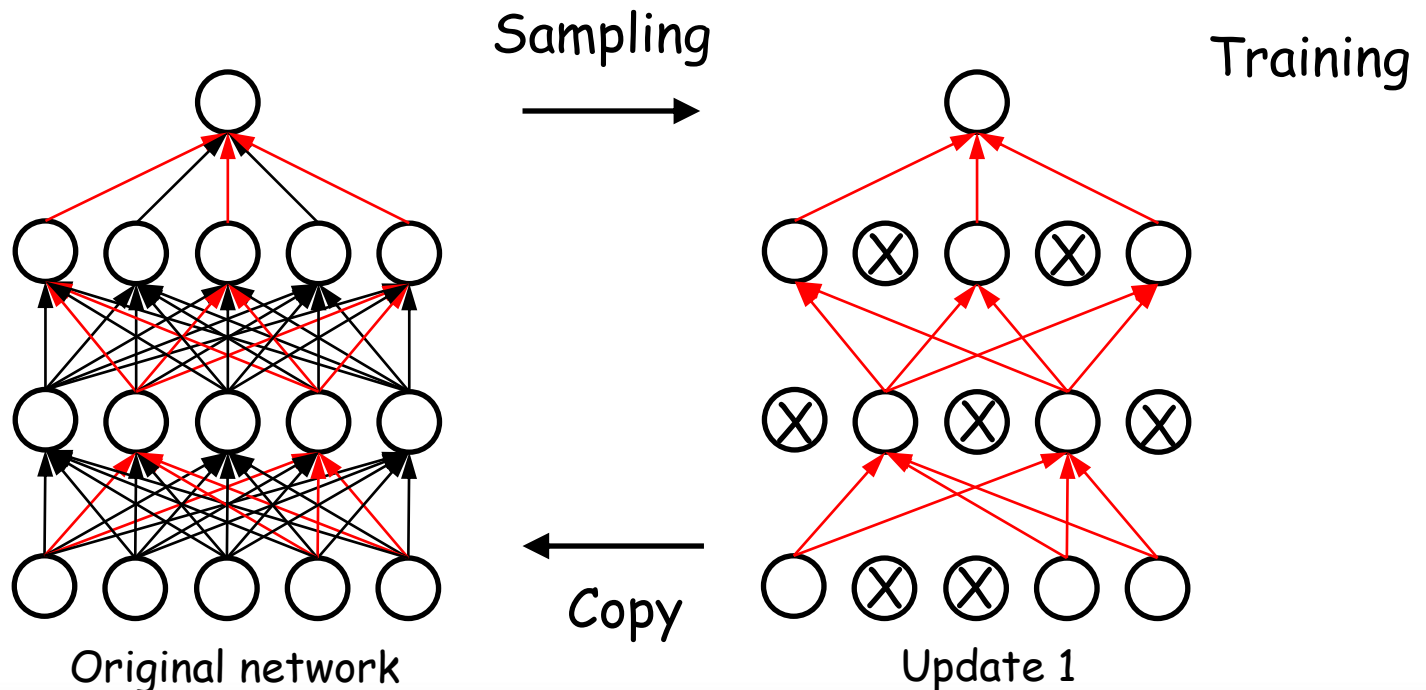 Sampling
Training
X X
X X X
X X
Copy
Original network
Update 1